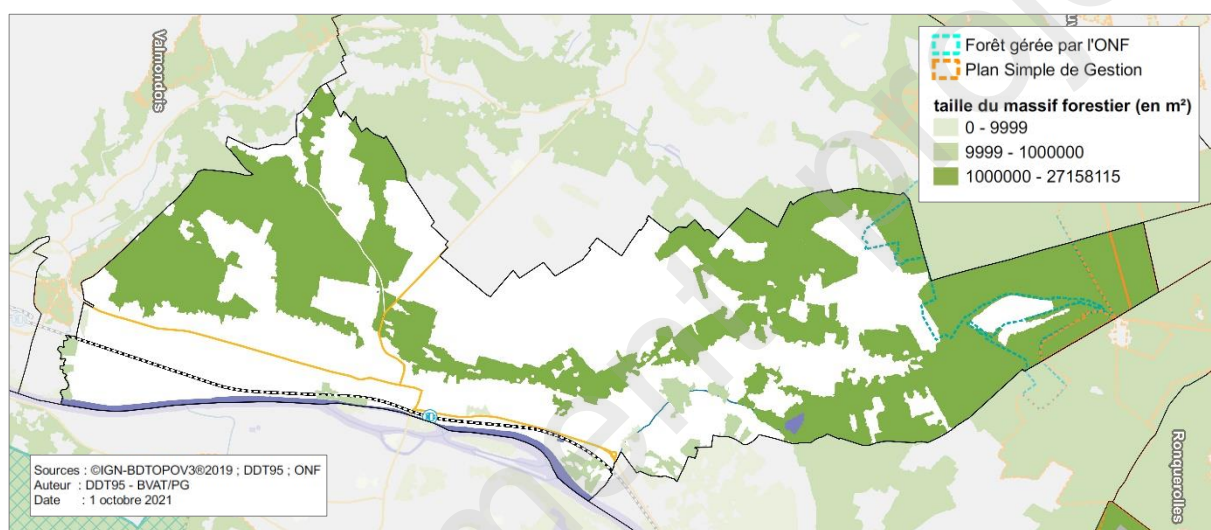 Valmondois
Forêt gérée par l'ONF
Plan Simple de Gestion
taille du massif forestier (en m²)
0 - 9999
9999 - 1000000
1000000 - 27158115
Ronquerolles
Sources : ©IGN-BDTOPOV3®2019 ; DDT95 ; ONF
Auteur : DDT95 - BVAT/PG
Date : 1 octobre 2021